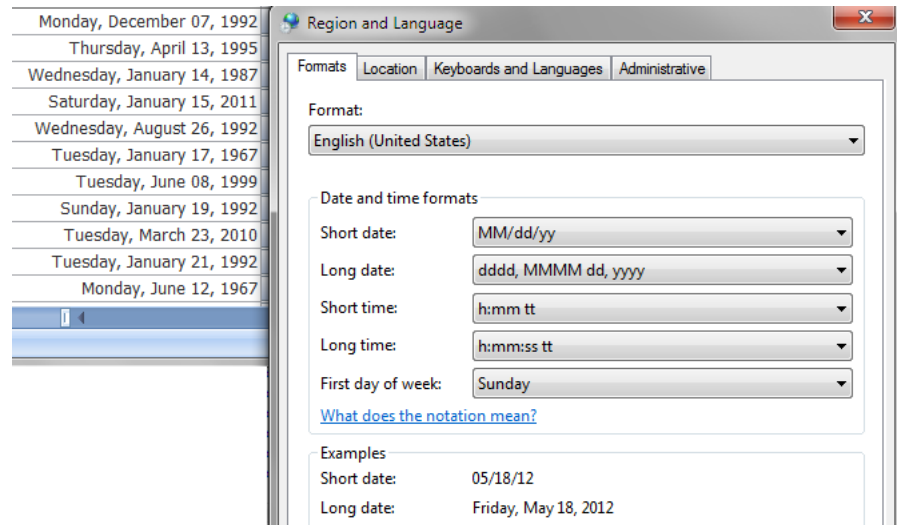 Monday, December 07, 1992
Thursday, April 13, 1995
Wednesday, January 14, 1987
Saturday, January 15, 2011
Wednesday, August 26, 1992
Tuesday, January 17, 1967
Tuesday, June 08, 1999
Sunday, January 19, 1992
Tuesday, March 23, 2010
Tuesday, January 21, 1992
Monday, June 12, 1967
Region and Language
Formats Location Keyboards and Languages Administrative
Format:
English (United States)
Date and time formats
Short date: MM/dd/yy
Long date: dddd, MMMM dd, yyyy
Short time: h:mm tt
Long time: h:mm:ss tt
First day of week: Sunday
What does the notation mean?
Examples
Short date: 05/18/12
Long date: Friday, May 18, 2012